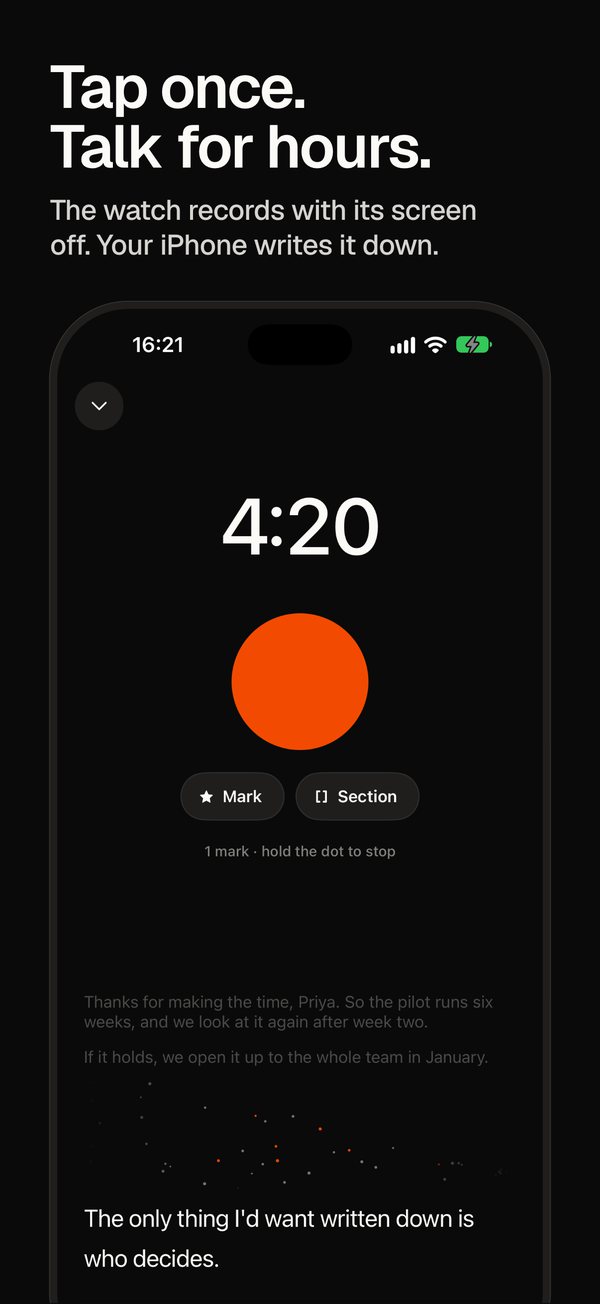 Tap once.
Talk for hours.
The watch records with its screen
off. Your iPhone writes it down.
16:21
4:20
Mark
Section
1 mark · hold the dot to stop
Thanks for making the time, Priya. So the pilot runs six
weeks, and we look at it again after week two.
If it holds, we open it up to the whole team in January.
The only thing I'd want written down is
who decides.